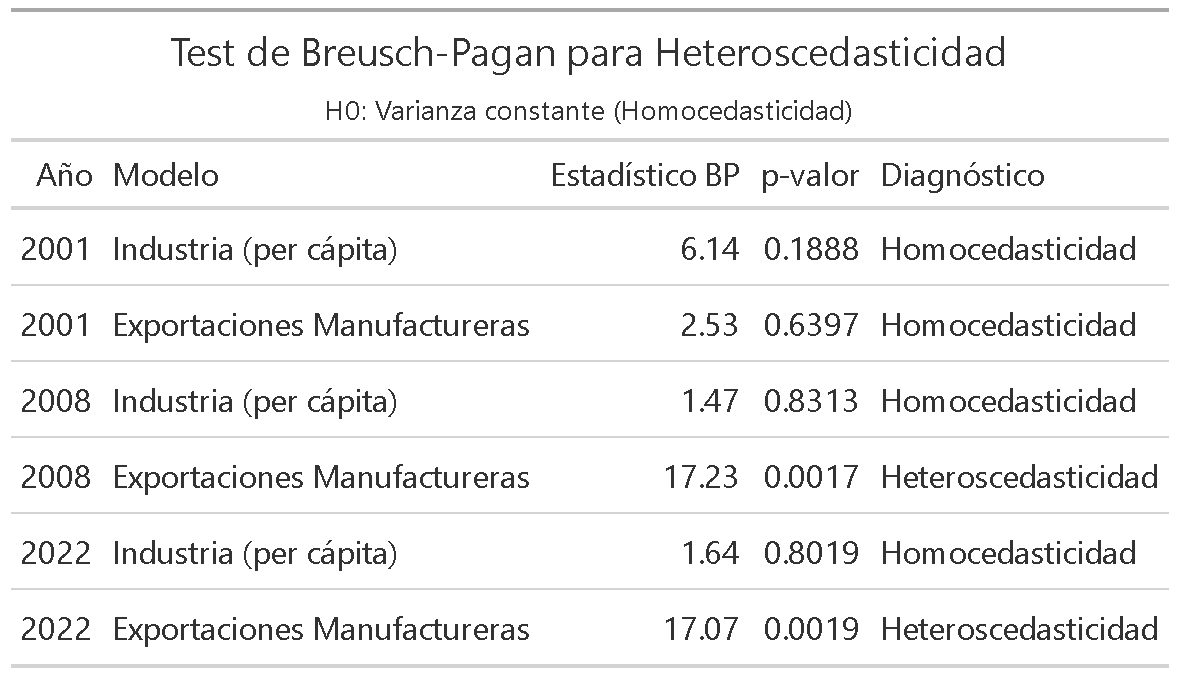 Test de Breusch-Pagan para Heteroscedasticidad
H0: Varianza constante (Homocedasticidad)
Año Modelo Estadístico BP p-valor Diagnóstico
2001 Industria (per cápita) 6.14 0.1888 Homocedasticidad
2001 Exportaciones Manufactureras 2.53 0.6397 Homocedasticidad
2008 Industria (per cápita) 1.47 0.8313 Homocedasticidad
2008 Exportaciones Manufactureras 17.23 0.0017 Heteroscedasticidad
2022 Industria (per cápita) 1.64 0.8019 Homocedasticidad
2022 Exportaciones Manufactureras 17.07 0.0019 Heteroscedasticidad